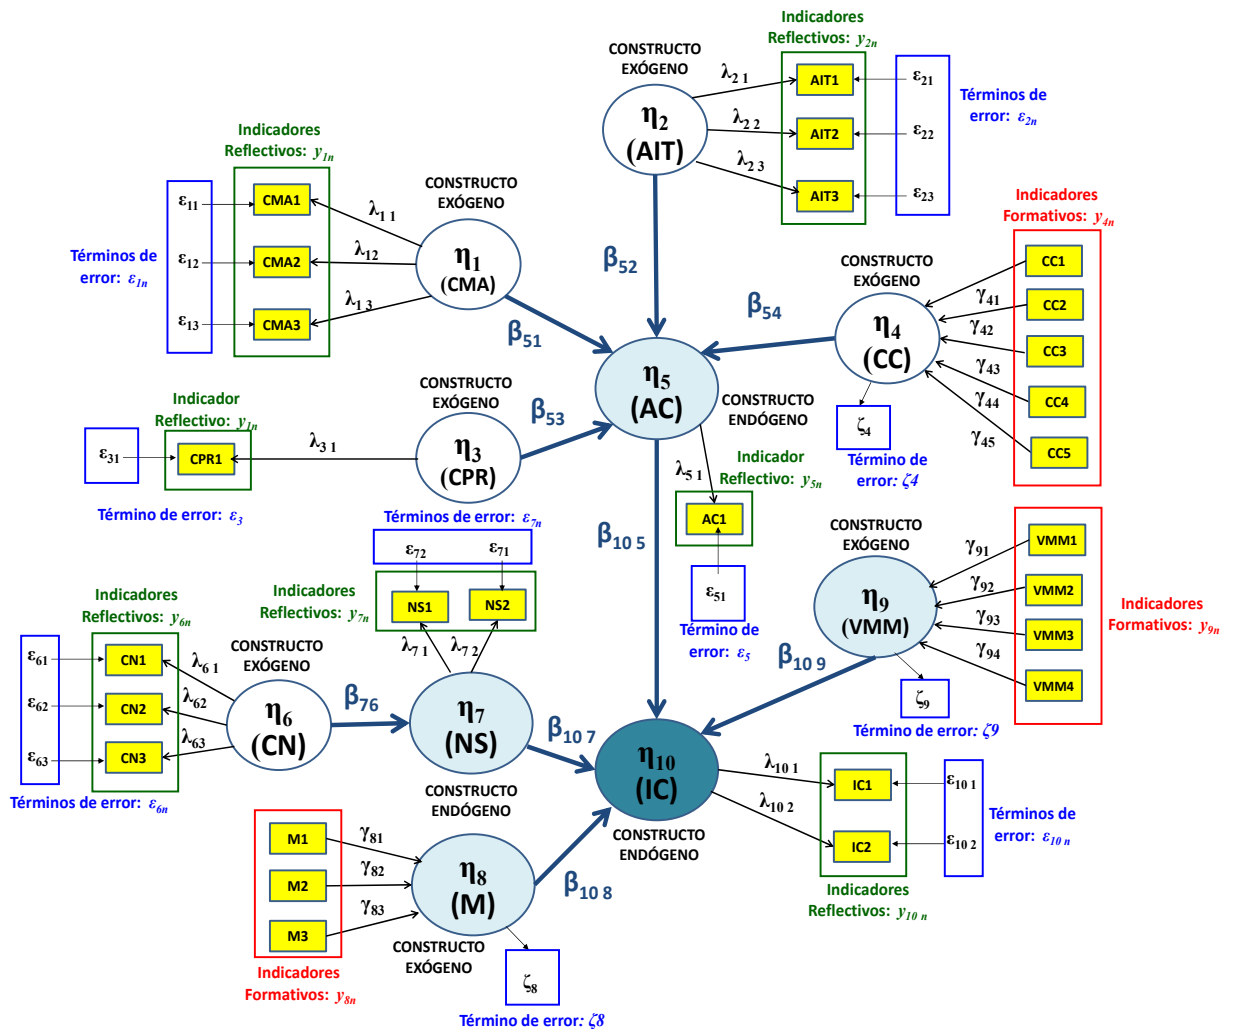 Indicadores
Reflectivos: y2n
CONSTRUCTO
EXÓGENO
η2
(AIT)
λ2 1
λ2 2
λ2 3
AIT1
AIT2
AIT3
ε21
ε22
ε23
Términos de
error: ε2n
Indicadores
Reflectivos: y1n
ε11
ε12
ε13
Términos de
error: ε1n
CMA1
CMA2
CMA3
λ1 1
λ12
λ1 3
CONSTRUCTO
EXÓGENO
η1
(CMA)
β52
β51
β54
Indicadores
Formativos: y4n
CONSTRUCTO
EXÓGENO
η4
(CC)
γ41
γ42
γ43
γ44
γ45
CC1
CC2
CC3
CC4
CC5
ζ4
Término de
error: ζ4
η5
(AC)
CONSTRUCTO
ENDÓGENO
Indicador
Reflectivo: y1n
ε31
CPR1
λ3 1
Término de error: ε3
CONSTRUCTO
EXÓGENO
η3
(CPR)
β53
λ5 1
Indicador
Reflectivo: y5n
AC1
ε51
Término de
error: ε5
β10 5
Términos de error: ε7n
ε72
ε71
Indicadores
Reflectivos: y7n
NS1
NS2
λ7 1
λ7 2
CONSTRUCTO
EXÓGENO
η9
(VMM)
γ91
γ92
γ93
γ94
VMM1
VMM2
VMM3
VMM4
Indicadores
Formativos: y9n
ζ9
Término de error: ζ9
β10 9
Indicadores
Reflectivos: y6n
ε61
ε62
ε63
CN1
CN2
CN3
λ6 1
λ62
λ63
Términos de error: ε6n
CONSTRUCTO
EXÓGENO
η6
(CN)
β76
η7
(NS)
CONSTRUCTO
ENDÓGENO
β10 7
η10
(IC)
CONSTRUCTO
ENDÓGENO
λ10 1
λ10 2
IC1
IC2
ε10 1
ε10 2
Términos de
error: ε10 n
Indicadores
Reflectivos: y10 n
M1
M2
M3
γ81
γ82
γ83
Indicadores
Formativos: y8n
η8
(M)
CONSTRUCTO
EXÓGENO
β10 8
ζ8
Término de error: ζ8